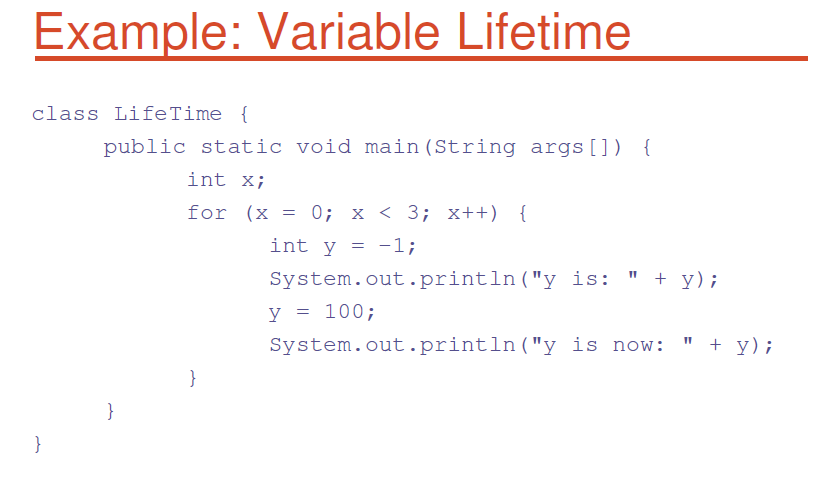 Example: Variable Lifetime
class LifeTime {
public static void main(String args[]) {
int x;
for (x = 0; x < 3; x++) {
int y = -1;
System.out.println("y is: " + y);
y = 100;
System.out.println("y is now: " + y);
}
}
}